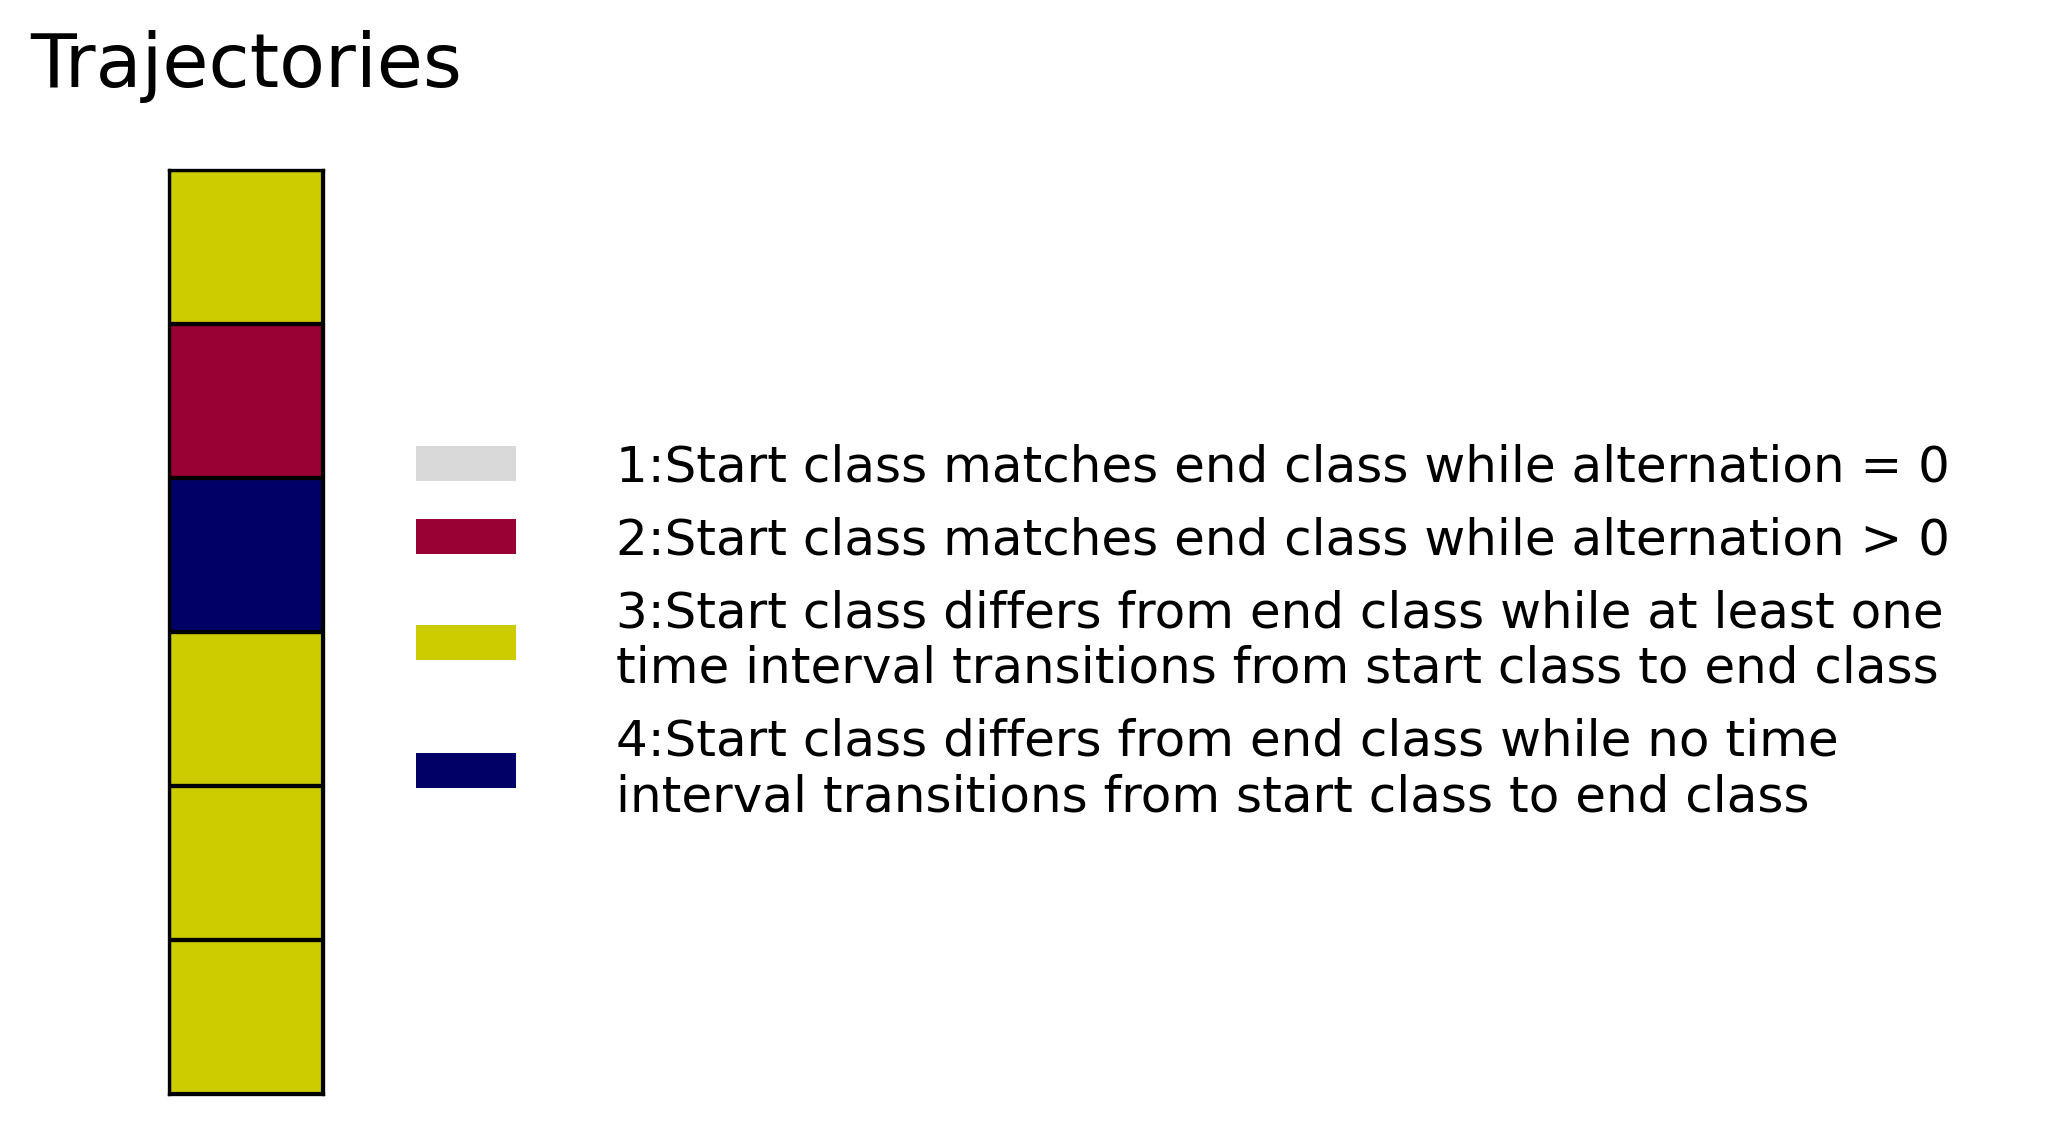 Trajectories
1:Start class matches end class while alternation = 0
2:Start class matches end class while alternation > 0
3:Start class differs from end class while at least one
time interval transitions from start class to end class
4:Start class differs from end class while no time
interval transitions from start class to end class